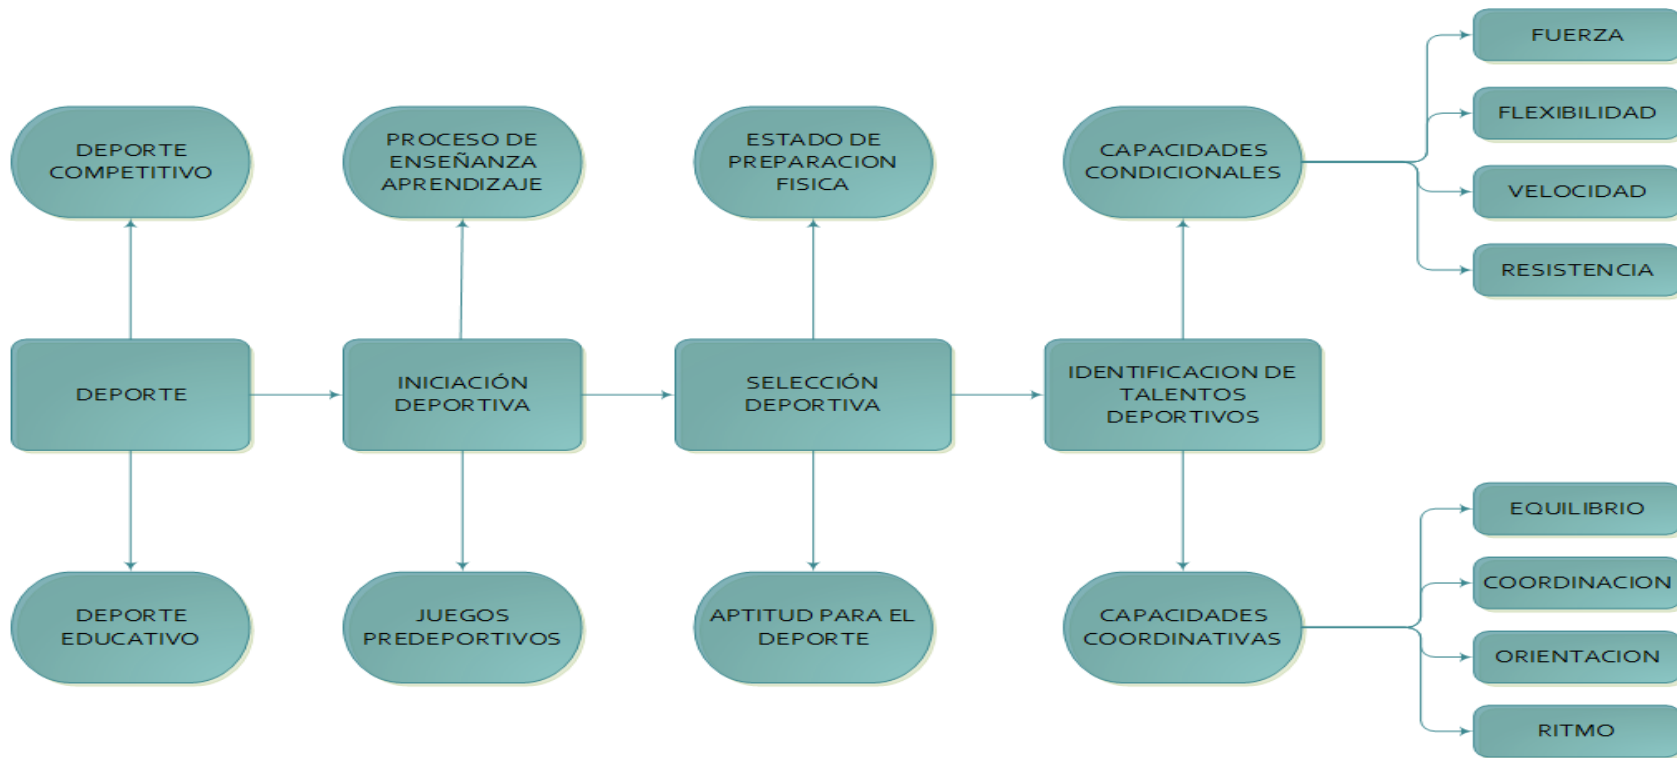 FUERZA
FLEXIBILIDAD
VELOCIDAD
RESISTENCIA
DEPORTE
COMPETITIVO
PROCESO DE
ENSEÑANZA
APRENDIZAJE
ESTADO DE
PREPARACION
FISICA
CAPACIDADES
CONDICIONALES
DEPORTE
INICIACIÓN
DEPORTIVA
SELECCIÓN
DEPORTIVA
IDENTIFICACION DE
TALENTOS
DEPORTIVOS
DEPORTE
EDUCATIVO
JUEGOS
PREDEPORTIVOS
APTITUD PARA EL
DEPORTE
CAPACIDADES
COORDINATIVAS
EQUILIBRIO
COORDINACION
ORIENTACION
RITMO